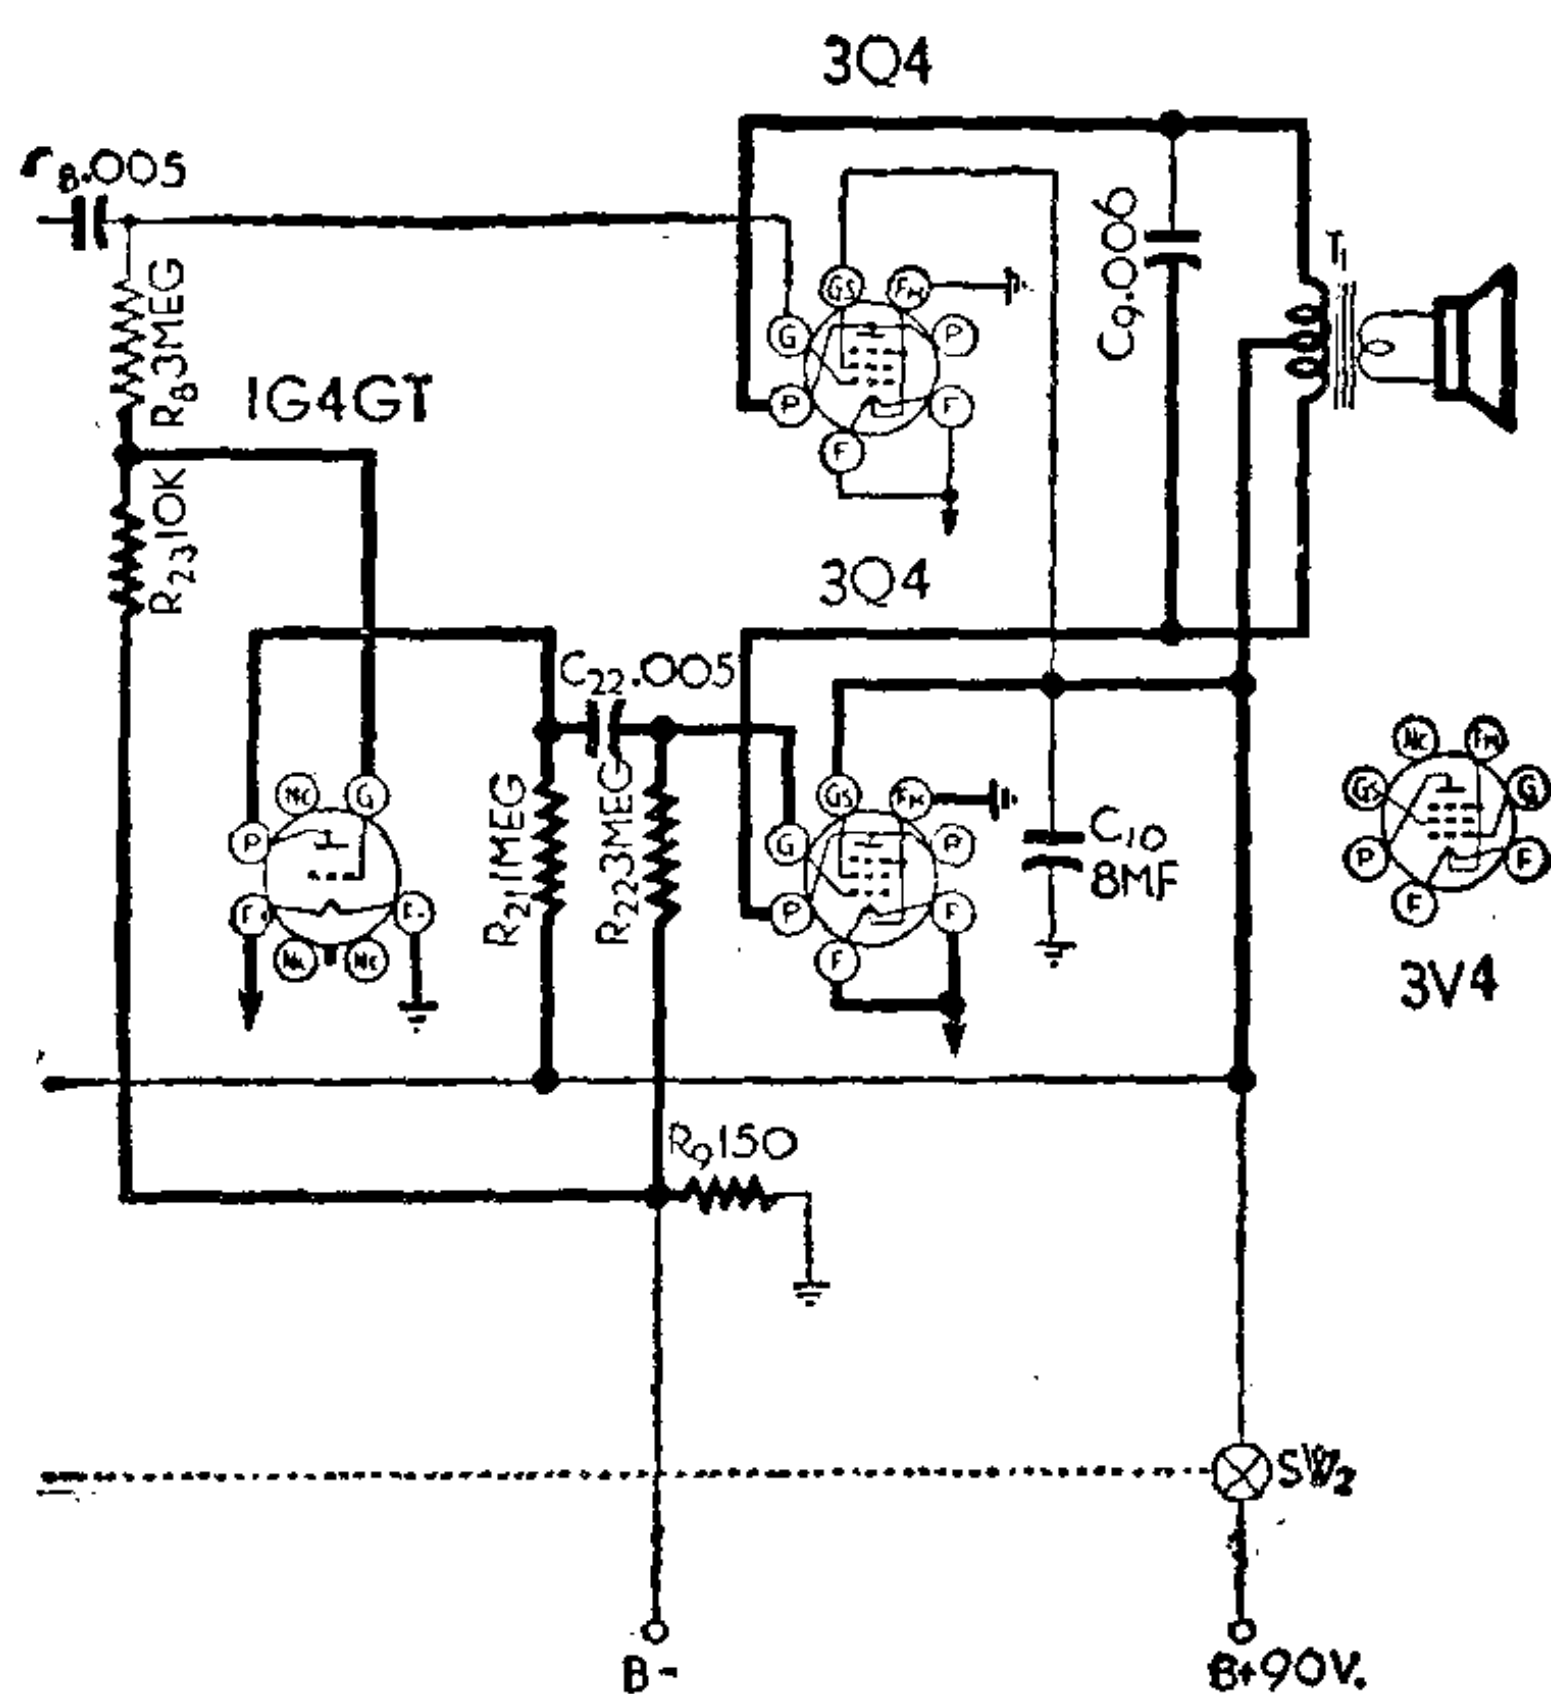 3Q4
C8.005
C9.006
T1
GS
FM
G
P
P
F
F
R8 3MEG
1G4GT
R23 10K
3Q4
C22.005
NC
G
P
F+
F-
NC
NC
R21 1MEG
R22 3MEG
GS
FM
G
P
P
F
F
C10
8MF
NC
FM
GS
G
P
F
F
3V4
R9 150
SW2
B-
B+90V.